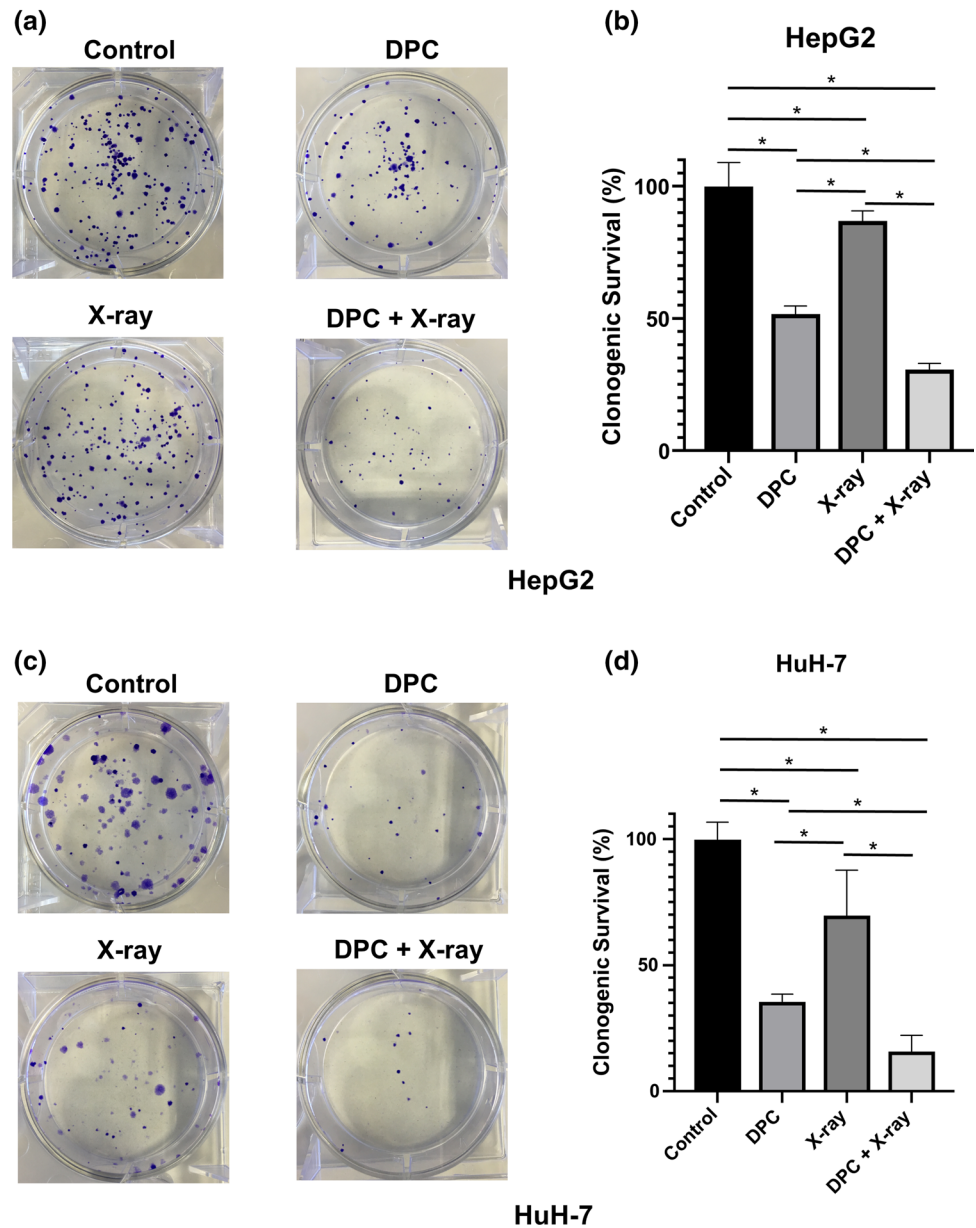 (a)
Control
DPC
X-ray
DPC + X-ray
HepG2
(b)
HepG2
*
*
*
*
*
*
Clonogenic Survival (%)
100
50
0
Control
DPC
X-ray
DPC + X-ray
(c)
Control
DPC
X-ray
DPC + X-ray
HuH-7
(d)
HuH-7
*
*
*
*
*
*
Clonogenic Survival (%)
100
50
0
Control
DPC
X-ray
DPC + X-ray